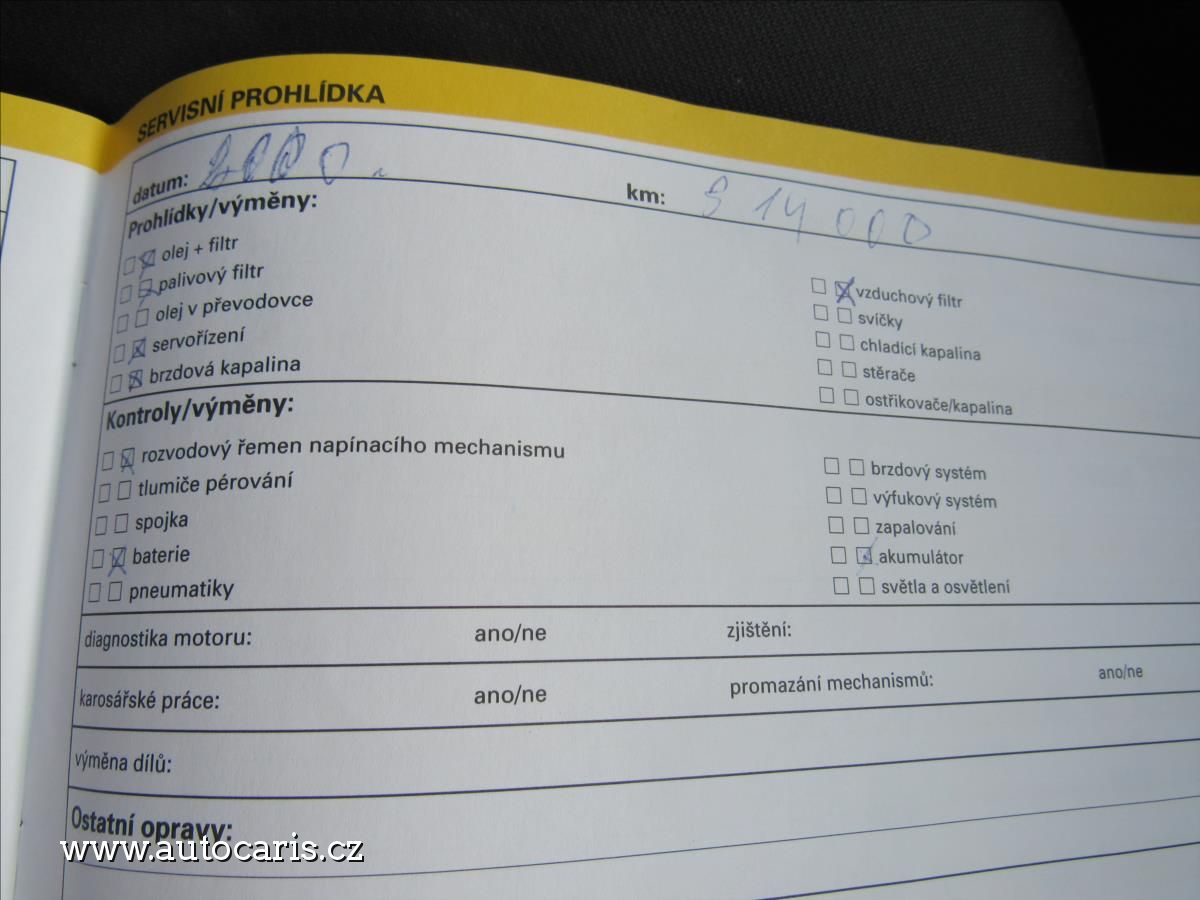 SERVISNÍ PROHLÍDKA
datum: km: 14 000
Prohlídky/výměny:
olej + filtr vzduchový filtr
palivový filtr svíčky
olej v převodovce chladící kapalina
servořízení stěrače
brzdová kapalina ostřikovače/kapalina
Kontroly/výměny:
rozvodový řemen napínacího mechanismu brzdový systém
tlumiče pérování výfukový systém
spojka zapalování
baterie akumulátor
pneumatiky světla a osvětlení
diagnostika motoru: ano/ne zjištění:
karosářské práce: ano/ne promazání mechanismů: ano/ne
výměna dílů:
Ostatní opravy:
www.autocaris.cz